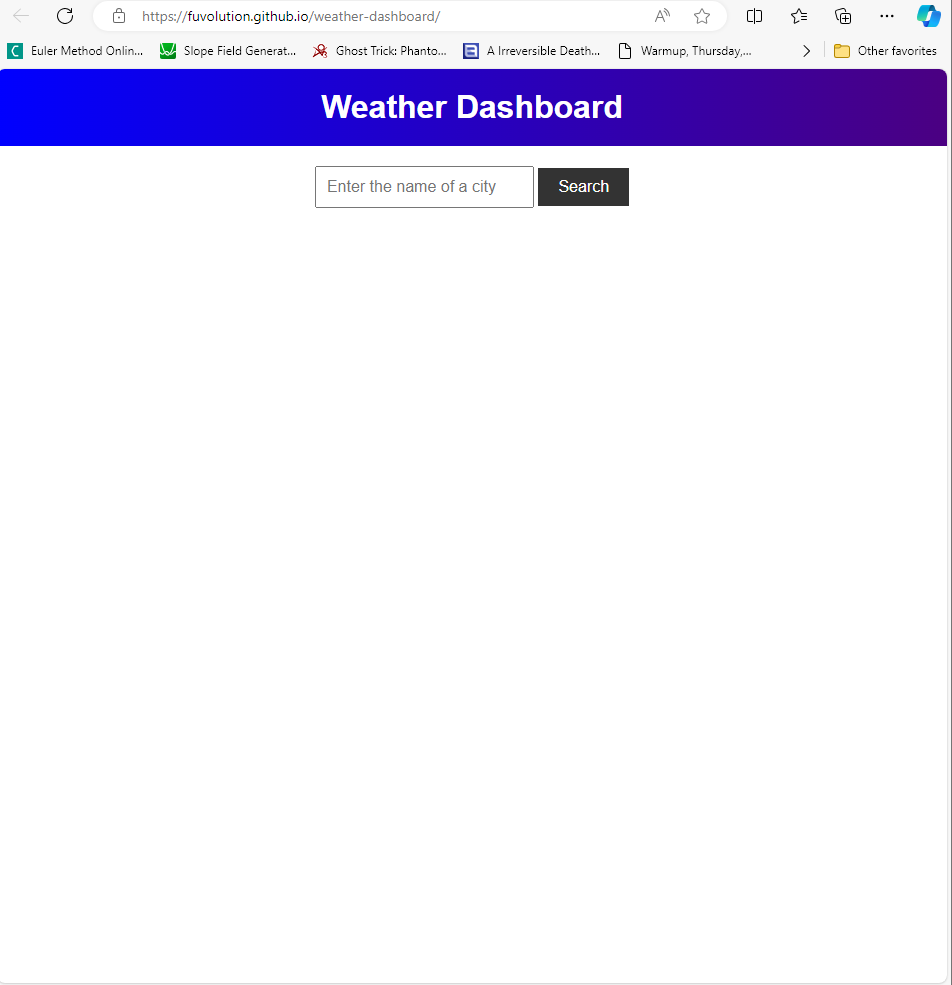 https://fuvolution.github.io/weather-dashboard/
Euler Method Onlin... Slope Field Generat... Ghost Trick: Phanto... A Irreversible Death... Warmup, Thursday,... Other favorites
Weather Dashboard
Enter the name of a city Search